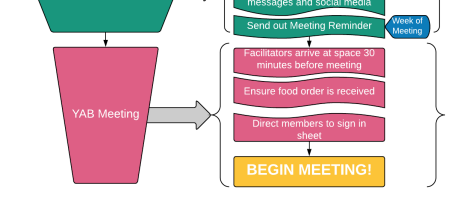 messages and social media
Send out Meeting Reminder
Week of
Meeting
Facilitators arrive at space 30
minutes before meeting
Ensure food order is received
YAB Meeting
Direct members to sign in
sheet
BEGIN MEETING!